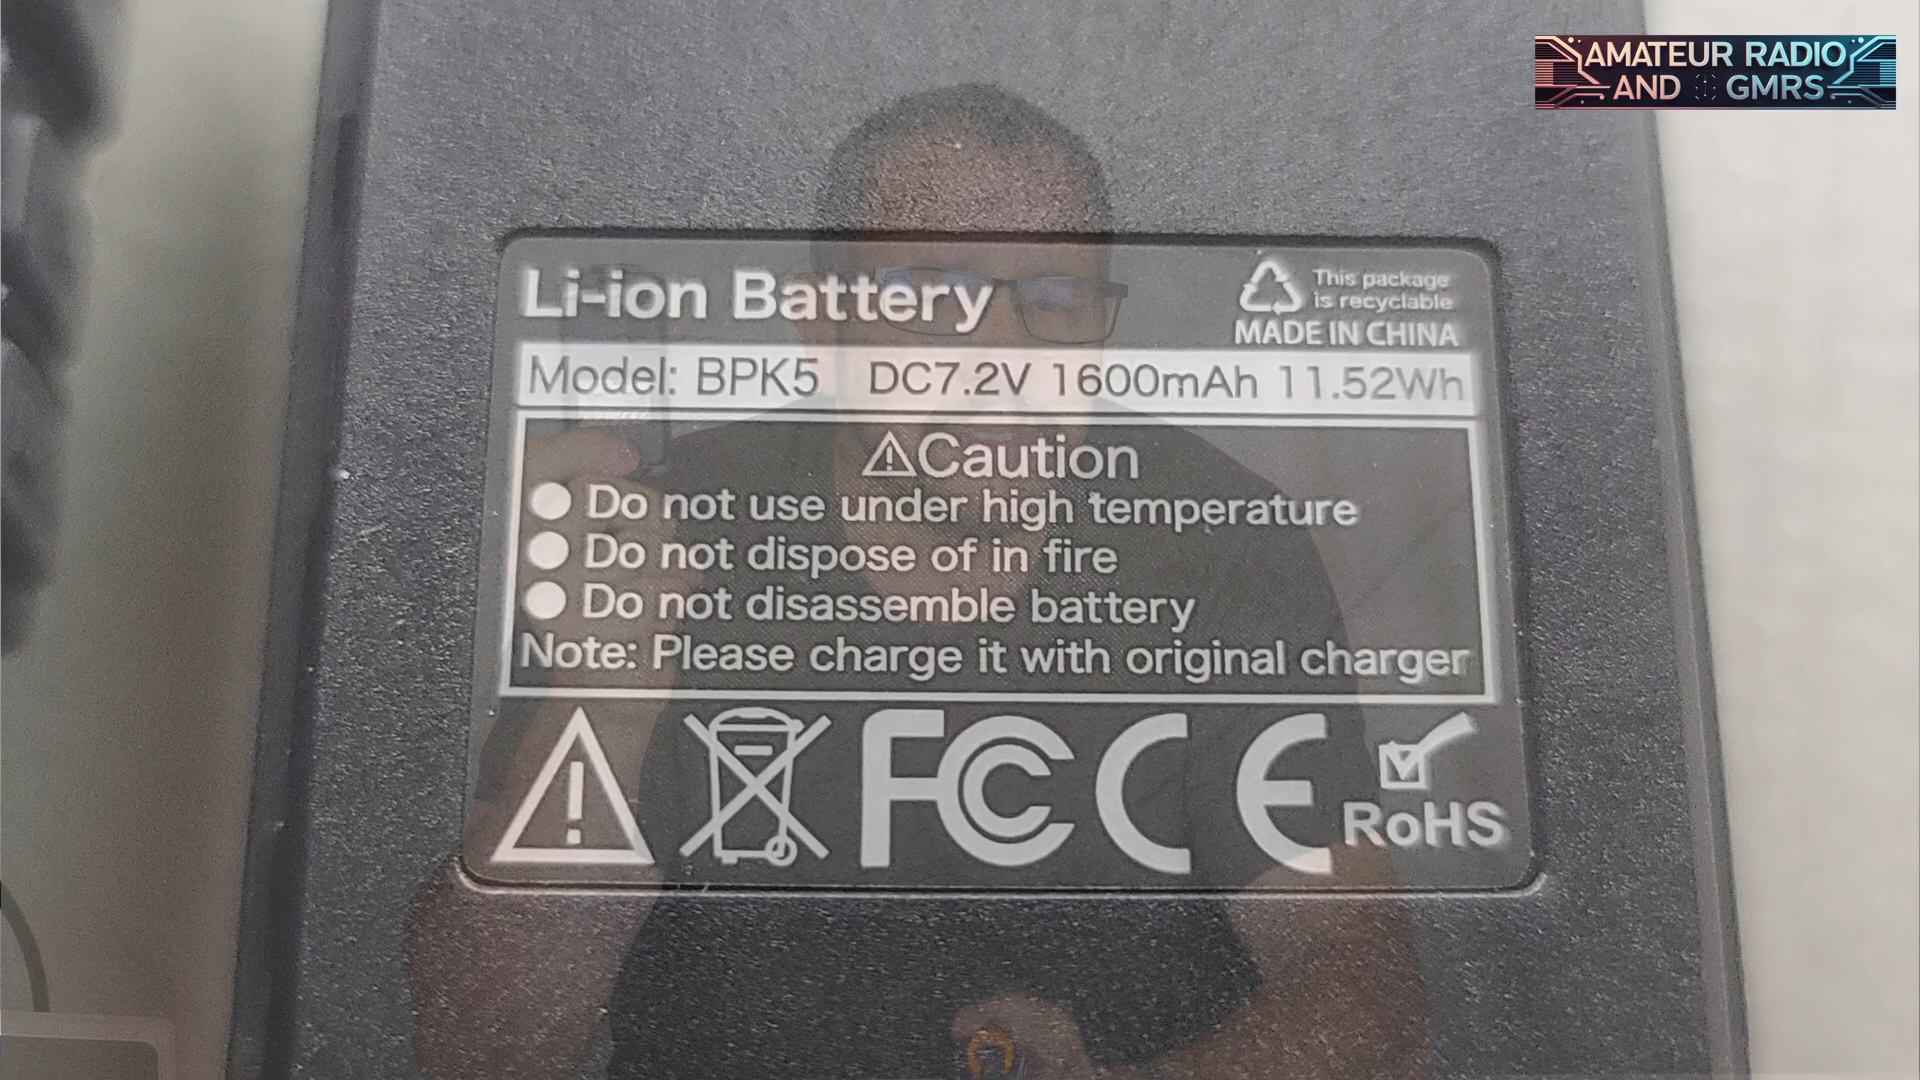 AMATEUR RADIO
AND GMRS
Li-ion Battery
This package
is recyclable
MADE IN CHINA
Model: BPK5 DC7.2V 1600mAh 11.52Wh
⚠Caution
● Do not use under high temperature
● Do not dispose of in fire
● Do not disassemble battery
Note: Please charge it with original charger
FC CE RoHS